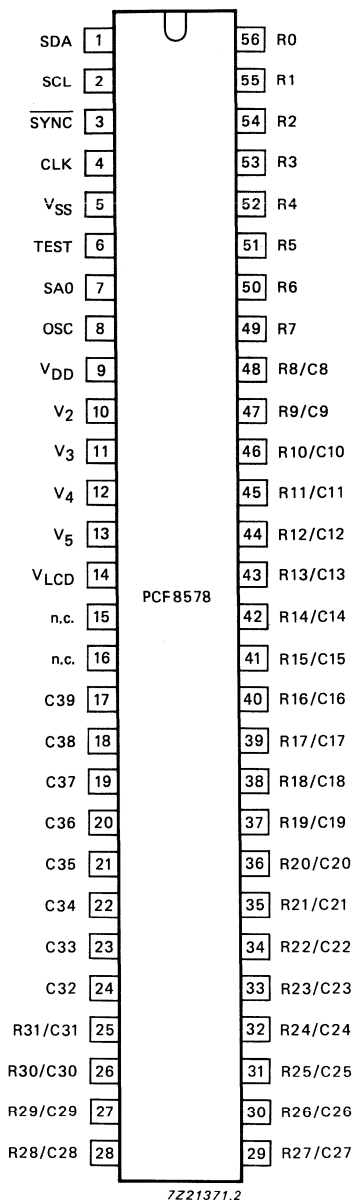 SDA 1 56 R0
SCL 2 55 R1
SYNC 3 54 R2
CLK 4 53 R3
VSS 5 52 R4
TEST 6 51 R5
SA0 7 50 R6
OSC 8 49 R7
VDD 9 48 R8/C8
V2 10 47 R9/C9
V3 11 46 R10/C10
V4 12 45 R11/C11
V5 13 44 R12/C12
VLCD 14 43 R13/C13
PCF8578
n.c. 15 42 R14/C14
n.c. 16 41 R15/C15
C39 17 40 R16/C16
C38 18 39 R17/C17
C37 19 38 R18/C18
C36 20 37 R19/C19
C35 21 36 R20/C20
C34 22 35 R21/C21
C33 23 34 R22/C22
C32 24 33 R23/C23
R31/C31 25 32 R24/C24
R30/C30 26 31 R25/C25
R29/C29 27 30 R26/C26
R28/C28 28 29 R27/C27
7Z21371.2